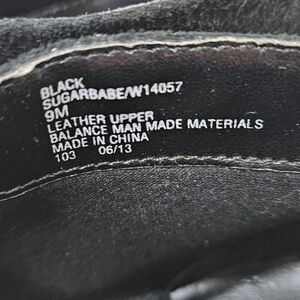 BLACK
SUGARBABE/W14057
9M
LEATHER UPPER
BALANCE MAN MADE MATERIALS
MADE IN CHINA
103 06/13